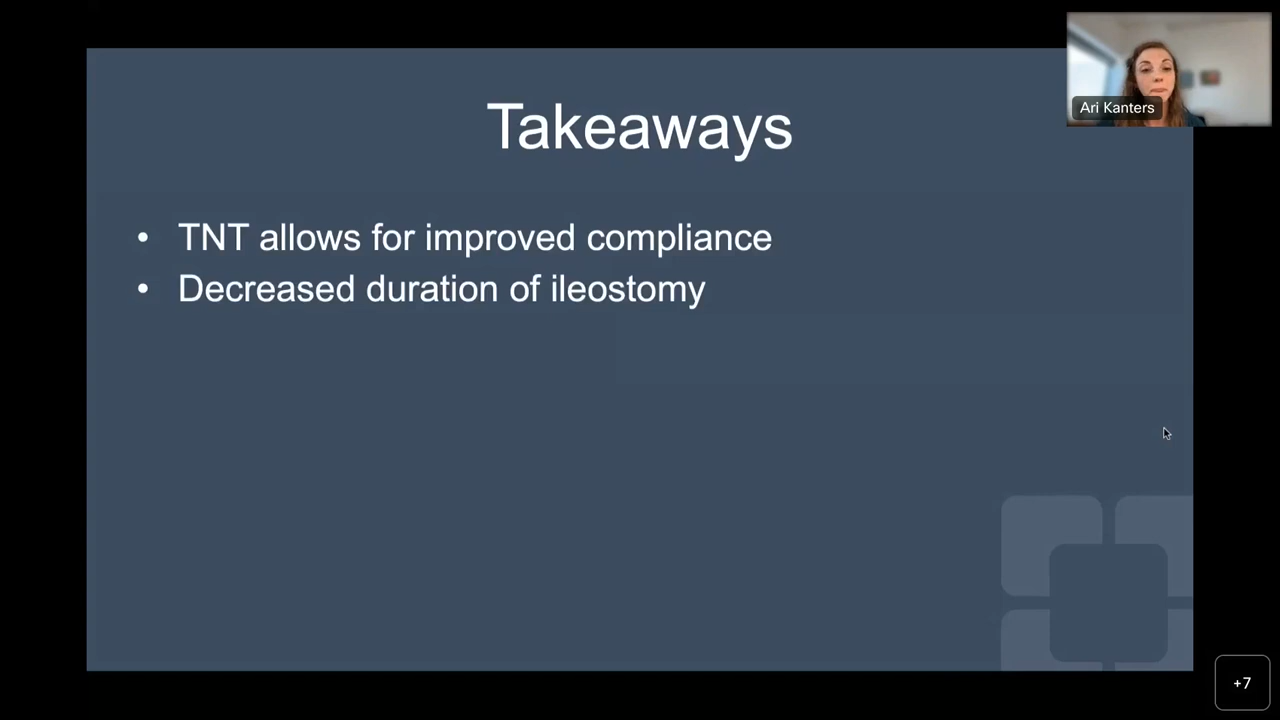 Takeaways
Ari Kanters
• TNT allows for improved compliance
• Decreased duration of ileostomy
+7